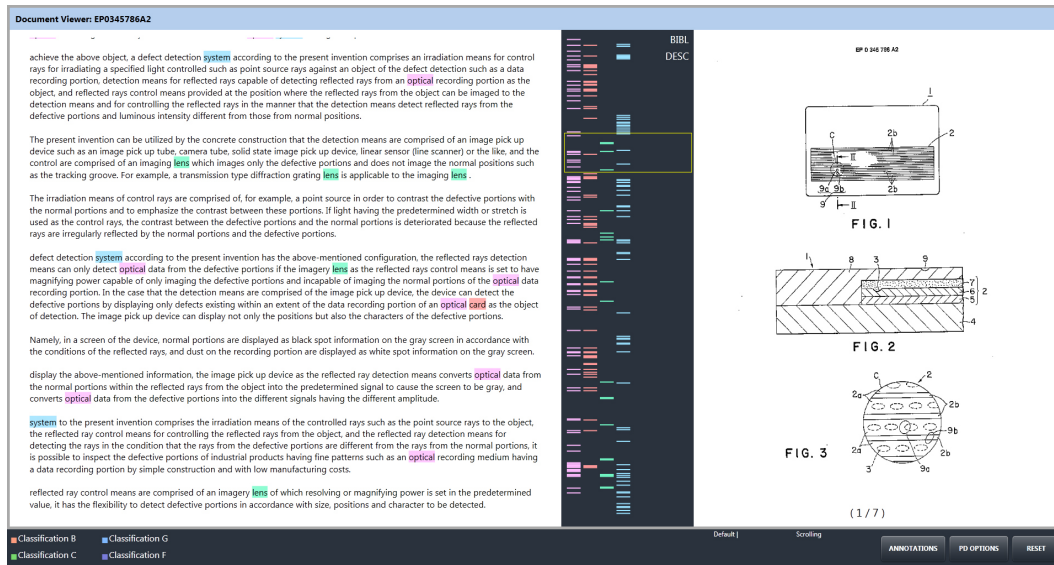 Document Viewer: EP0345786A2
achieve the above object, a defect detection system according to the present invention comprises an irradiation means for control
rays for irradiating a specified light controlled such as point source rays against an object of the defect detection such as a data
recording portion, detection means for reflected rays capable of detecting reflected rays from an optical recording portion as the
object, and reflected rays control means provided at the position where the reflected rays from the object can be imaged to the
detection means and for controlling the reflected rays in the manner that the detection means detect reflected rays from the
defective portions and luminous intensity different from those from normal positions.
The present invention can be utilized by the concrete construction that the detection means are comprised of an image pick up
device such as an image pick up tube, camera tube, solid state image pick up device, linear sensor (line scanner) or the like, and the
control are comprised of an imaging lens which images only the defective portions and does not image the normal positions such
as the tracking groove. For example, a transmission type diffraction grating lens is applicable to the imaging lens .
The irradiation means of control rays are comprised of, for example, a point source in order to contrast the defective portions with
the normal portions and to emphasize the contrast between these portions. If light having the predetermined width or stretch is
used as the control rays, the contrast between the defective portions and the normal portions is deteriorated because the reflected
rays are irregularly reflected by the normal portions and the defective portions.
defect detection system according to the present invention has the above-mentioned configuration, the reflected rays detection
means can only detect optical data from the defective portions if the imagery lens as the reflected rays control means is set to have
magnifying power capable of only imaging the defective portions and incapable of imaging the normal portions of the optical data
recording portion. In the case that the detection means are comprised of the image pick up device, the device can detect the
defective portions by displaying only defects existing within an extent of the data recording portion of an optical card as the object
of detection. The image pick up device can display not only the positions but also the characters of the defective portions.
Namely, in a screen of the device, normal portions are displayed as black spot information on the gray screen in accordance with
the conditions of the reflected rays, and dust on the recording portion are displayed as white spot information on the gray screen.
display the above-mentioned information, the image pick up device as the reflected ray detection means converts optical data from
the normal portions within the reflected rays from the object into the predetermined signal to cause the screen to be gray, and
converts optical data from the defective portions into the different signals having the different amplitude.
system to the present invention comprises the irradiation means of the controlled rays such as the point source rays to the object,
the reflected ray control means for controlling the reflected rays from the object, and the reflected ray detection means for
detecting the rays in the condition that the rays from the defective portions are different from the rays from the normal portions, it
is possible to inspect the defective portions of industrial products having fine patterns such as an optical recording medium having
a data recording portion by simple construction and with low manufacturing costs.
reflected ray control means are comprised of an imagery lens of which resolving or magnifying power is set in the predetermined
value, it has the flexibility to detect defective portions in accordance with size, positions and character to be detected.
BIBL
DESC
EP 0 345 786 A2
1
C 2b 2
II
9c 9b 2b
9 II
FIG. 1
1 8 3 9
7
6 2
5
4
FIG. 2
C 2
2a 2b
9b
2a 2b
3 9c
FIG. 3
(1/7)
Classification B Classification G
Classification C Classification F
Default | Scrolling
ANNOTATIONS PD OPTIONS RESET